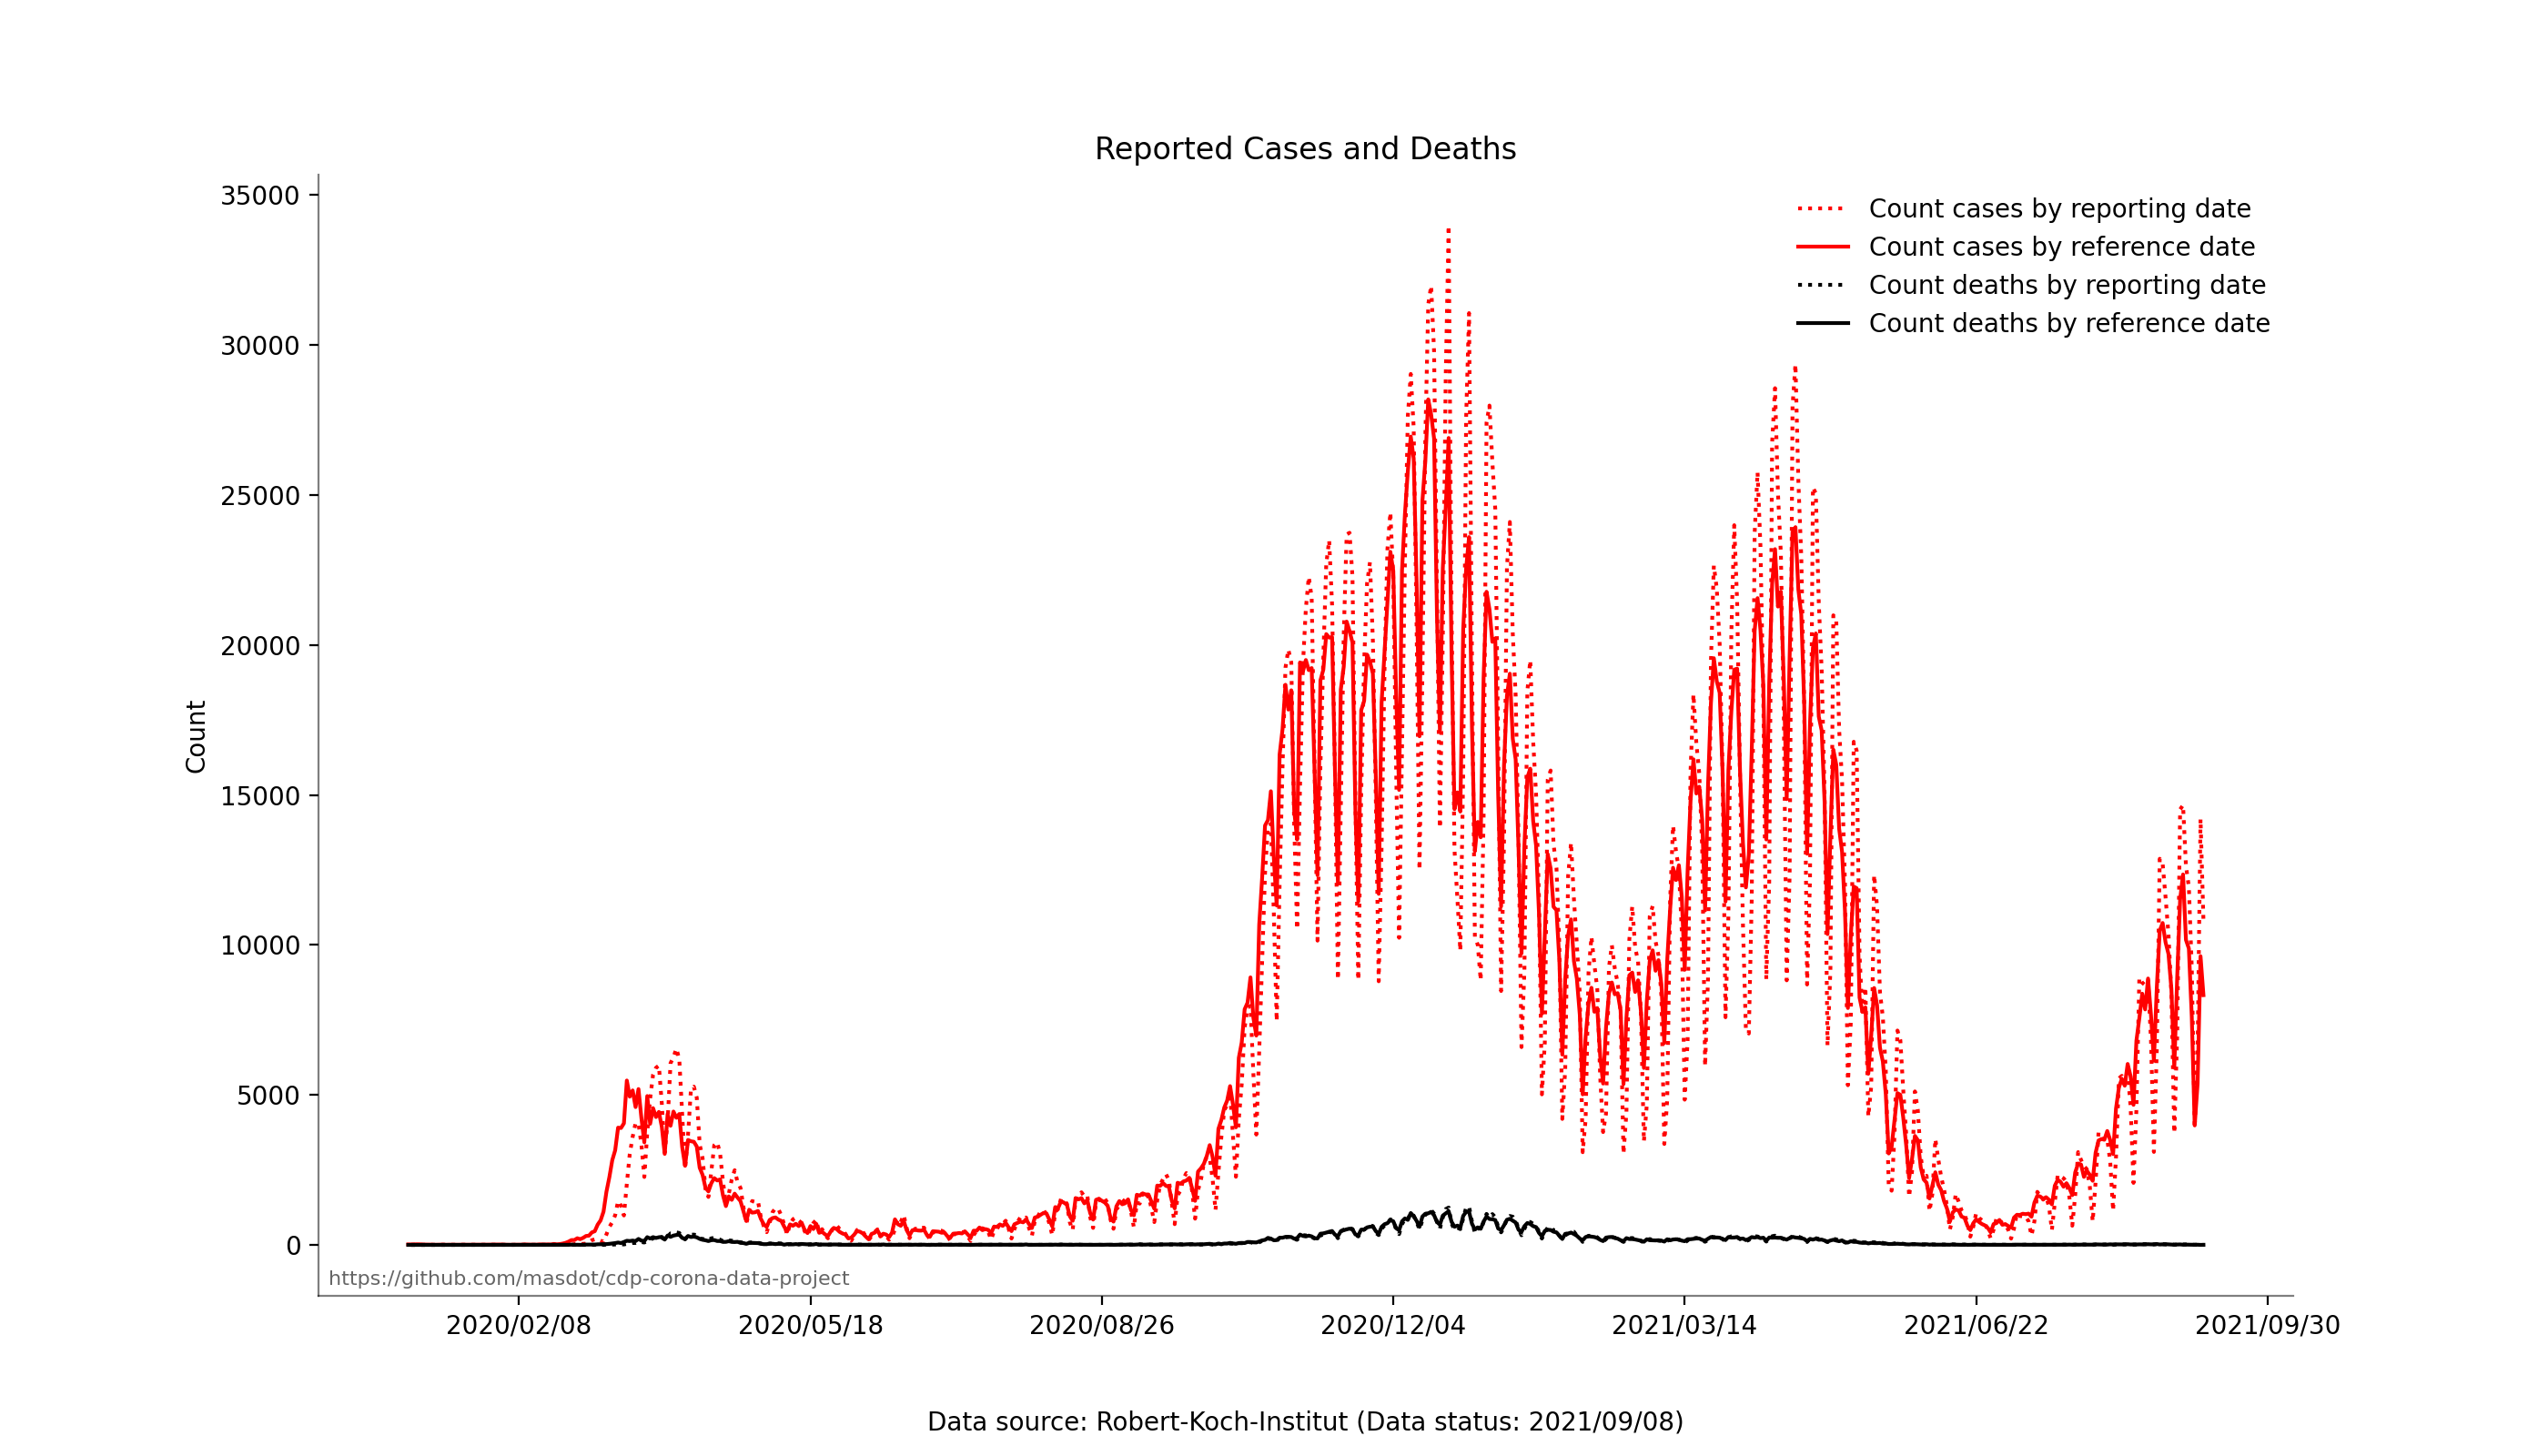 Reported Cases and Deaths
35000
30000
25000
20000
15000
10000
5000
0
Count
Count cases by reporting date
Count cases by reference date
Count deaths by reporting date
Count deaths by reference date
https://github.com/masdot/cdp-corona-data-project
2020/02/08 2020/05/18 2020/08/26 2020/12/04 2021/03/14 2021/06/22 2021/09/30
Data source: Robert-Koch-Institut (Data status: 2021/09/08)